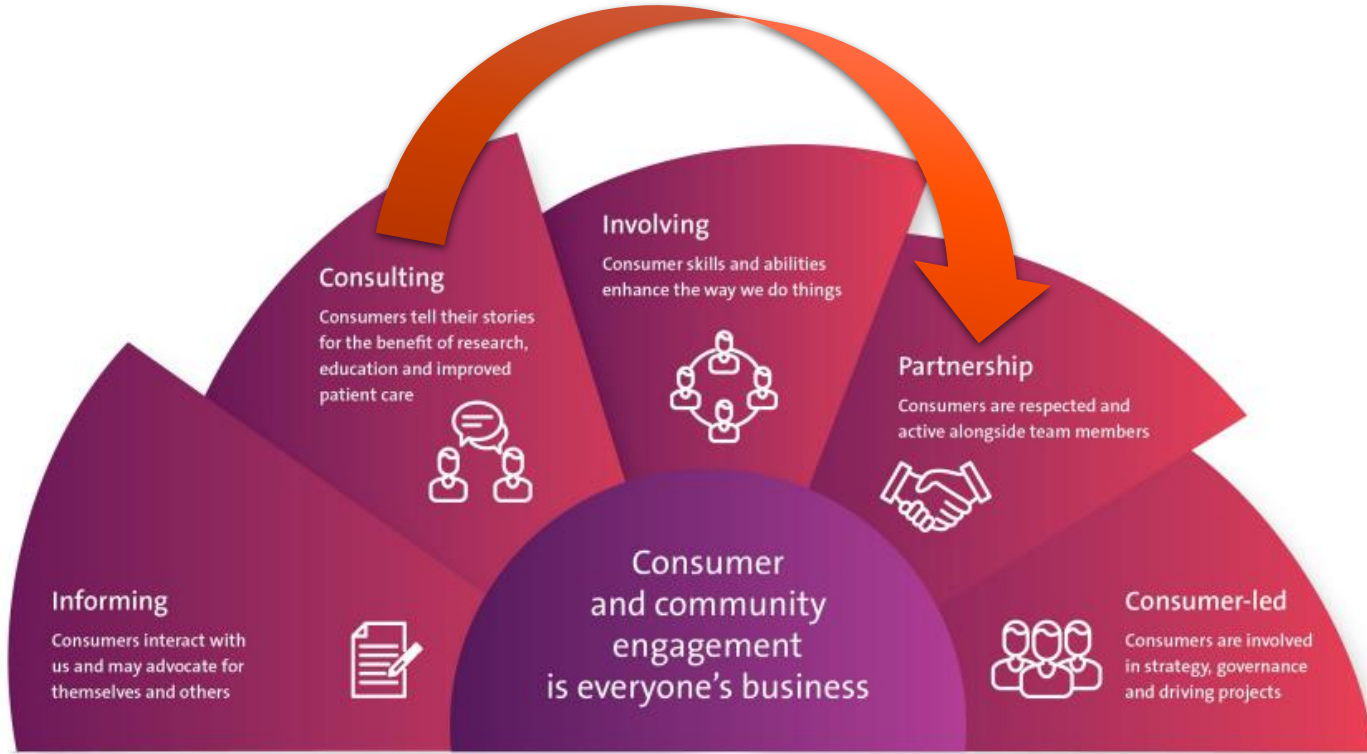 Informing
Consumers interact with
us and may advocate for
themselves and others
Consulting
Consumers tell their stories
for the benefit of research,
education and improved
patient care
Involving
Consumer skills and abilities
enhance the way we do things
Partnership
Consumers are respected and
active alongside team members
Consumer-led
Consumers are involved
in strategy, governance
and driving projects
Consumer
and community
engagement
is everyone’s business